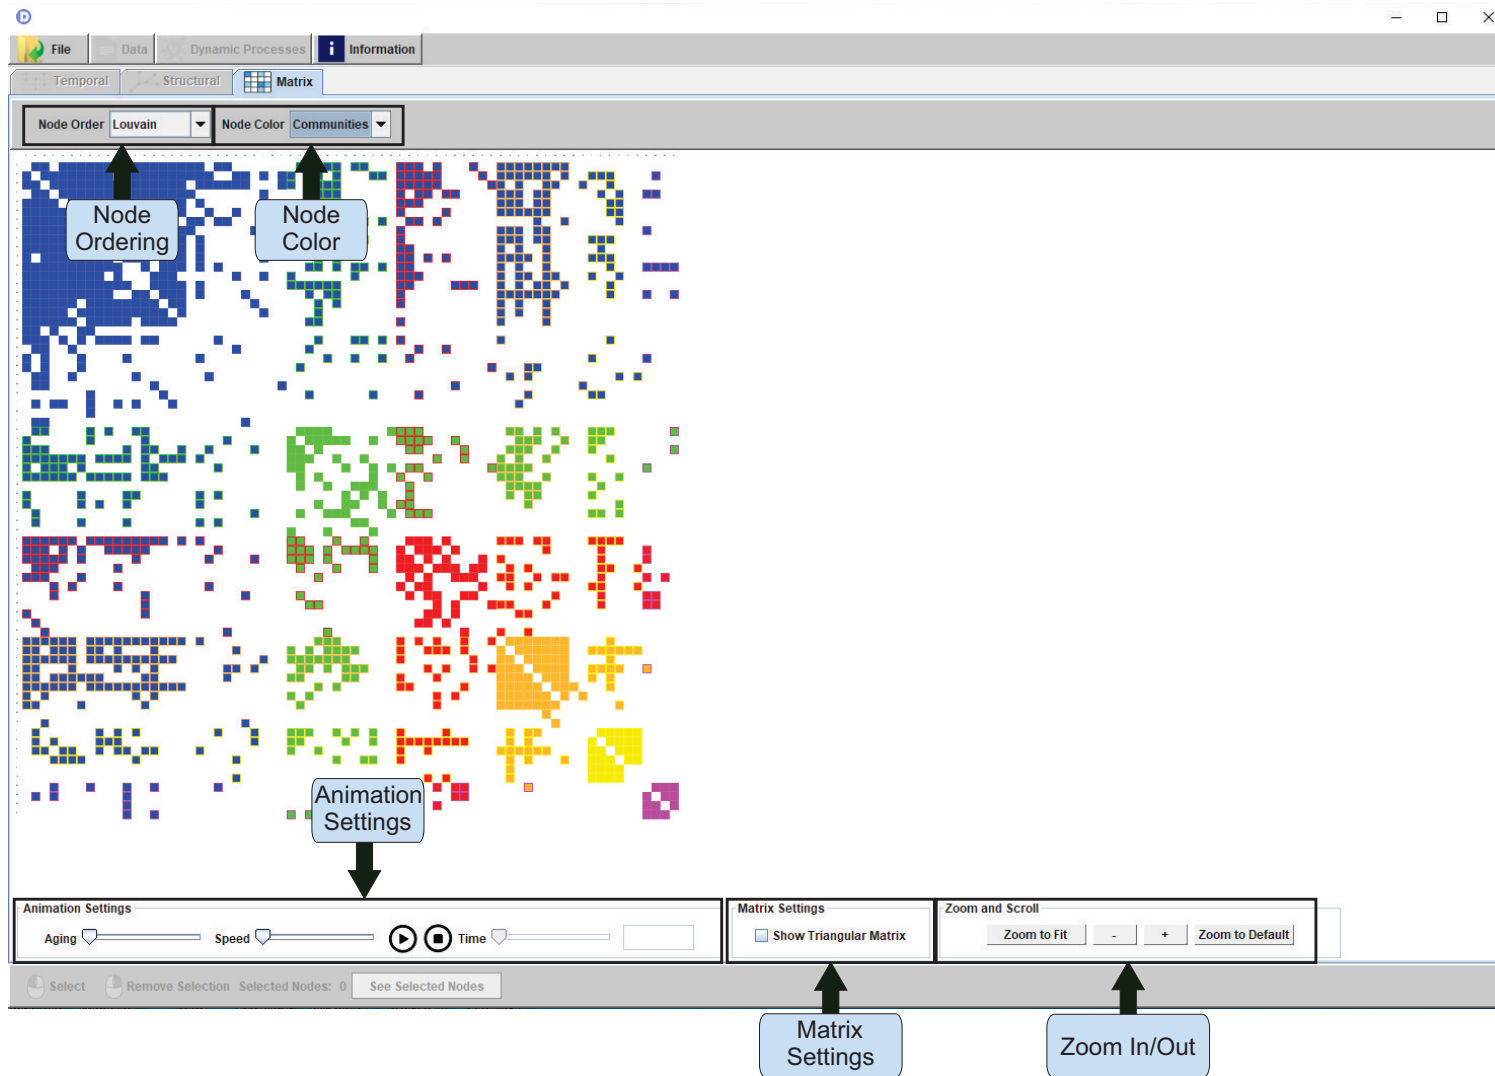 D
File Data Dynamic Processes i Information
Temporal Structural Matrix
Node Order Louvain Node Color Communities
Node
Ordering
Node
Color
Animation
Settings
Animation Settings
Aging Speed Time
Matrix Settings
Show Triangular Matrix
Zoom and Scroll
Zoom to Fit - + Zoom to Default
Select Remove Selection Selected Nodes: 0 See Selected Nodes
Matrix
Settings
Zoom In/Out